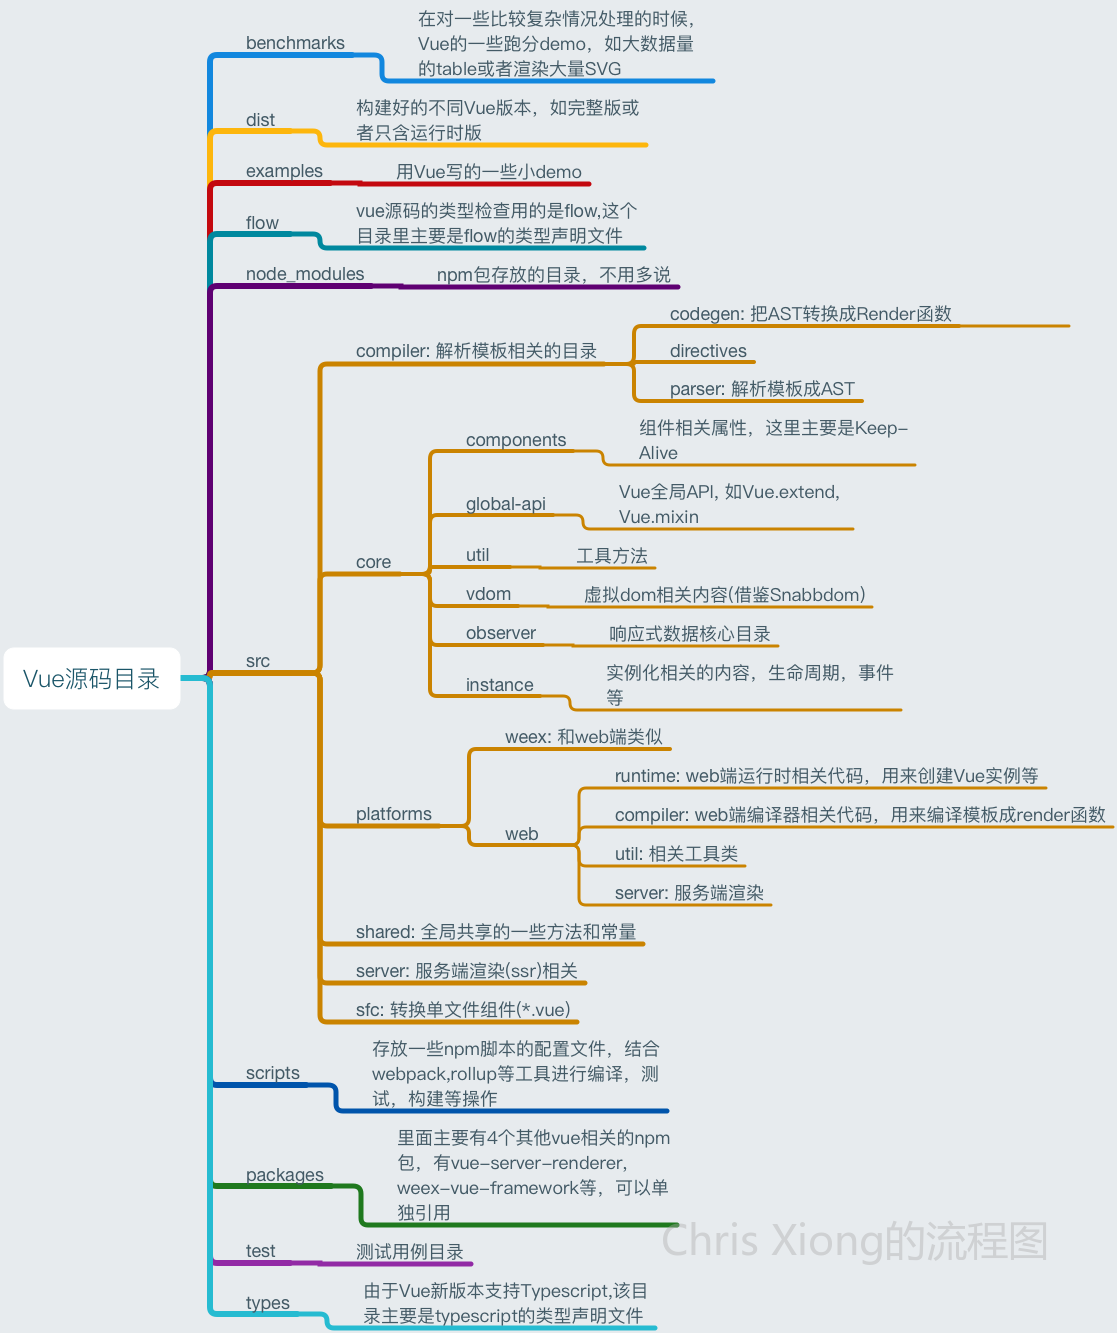 Vue源码目录
benchmarks
在对一些比较复杂情况处理的时候，
Vue的一些跑分demo，如大数据量
的table或者渲染大量SVG
dist
构建好的不同Vue版本，如完整版或
者只含运行时版
examples
用Vue写的一些小demo
flow
vue源码的类型检查用的是flow,这个
目录里主要是flow的类型声明文件
node_modules
npm包存放的目录，不用多说
src
compiler: 解析模板相关的目录
codegen: 把AST转换成Render函数
directives
parser: 解析模板成AST
core
components
组件相关属性，这里主要是Keep-
Alive
global-api
Vue全局API, 如Vue.extend,
Vue.mixin
util
工具方法
vdom
虚拟dom相关内容(借鉴Snabbdom)
observer
响应式数据核心目录
instance
实例化相关的内容，生命周期，事件
等
platforms
weex: 和web端类似
web
runtime: web端运行时相关代码，用来创建Vue实例等
compiler: web端编译器相关代码，用来编译模板成render函数
util: 相关工具类
server: 服务端渲染
shared: 全局共享的一些方法和常量
server: 服务端渲染(ssr)相关
sfc: 转换单文件组件(*.vue)
scripts
存放一些npm脚本的配置文件，结合
webpack,rollup等工具进行编译，测
试，构建等操作
packages
里面主要有4个其他vue相关的npm
包，有vue-server-renderer,
weex-vue-framework等，可以单
独引用
test
测试用例目录
types
由于Vue新版本支持Typescript,该目
录主要是typescript的类型声明文件
Chris Xiong的流程图